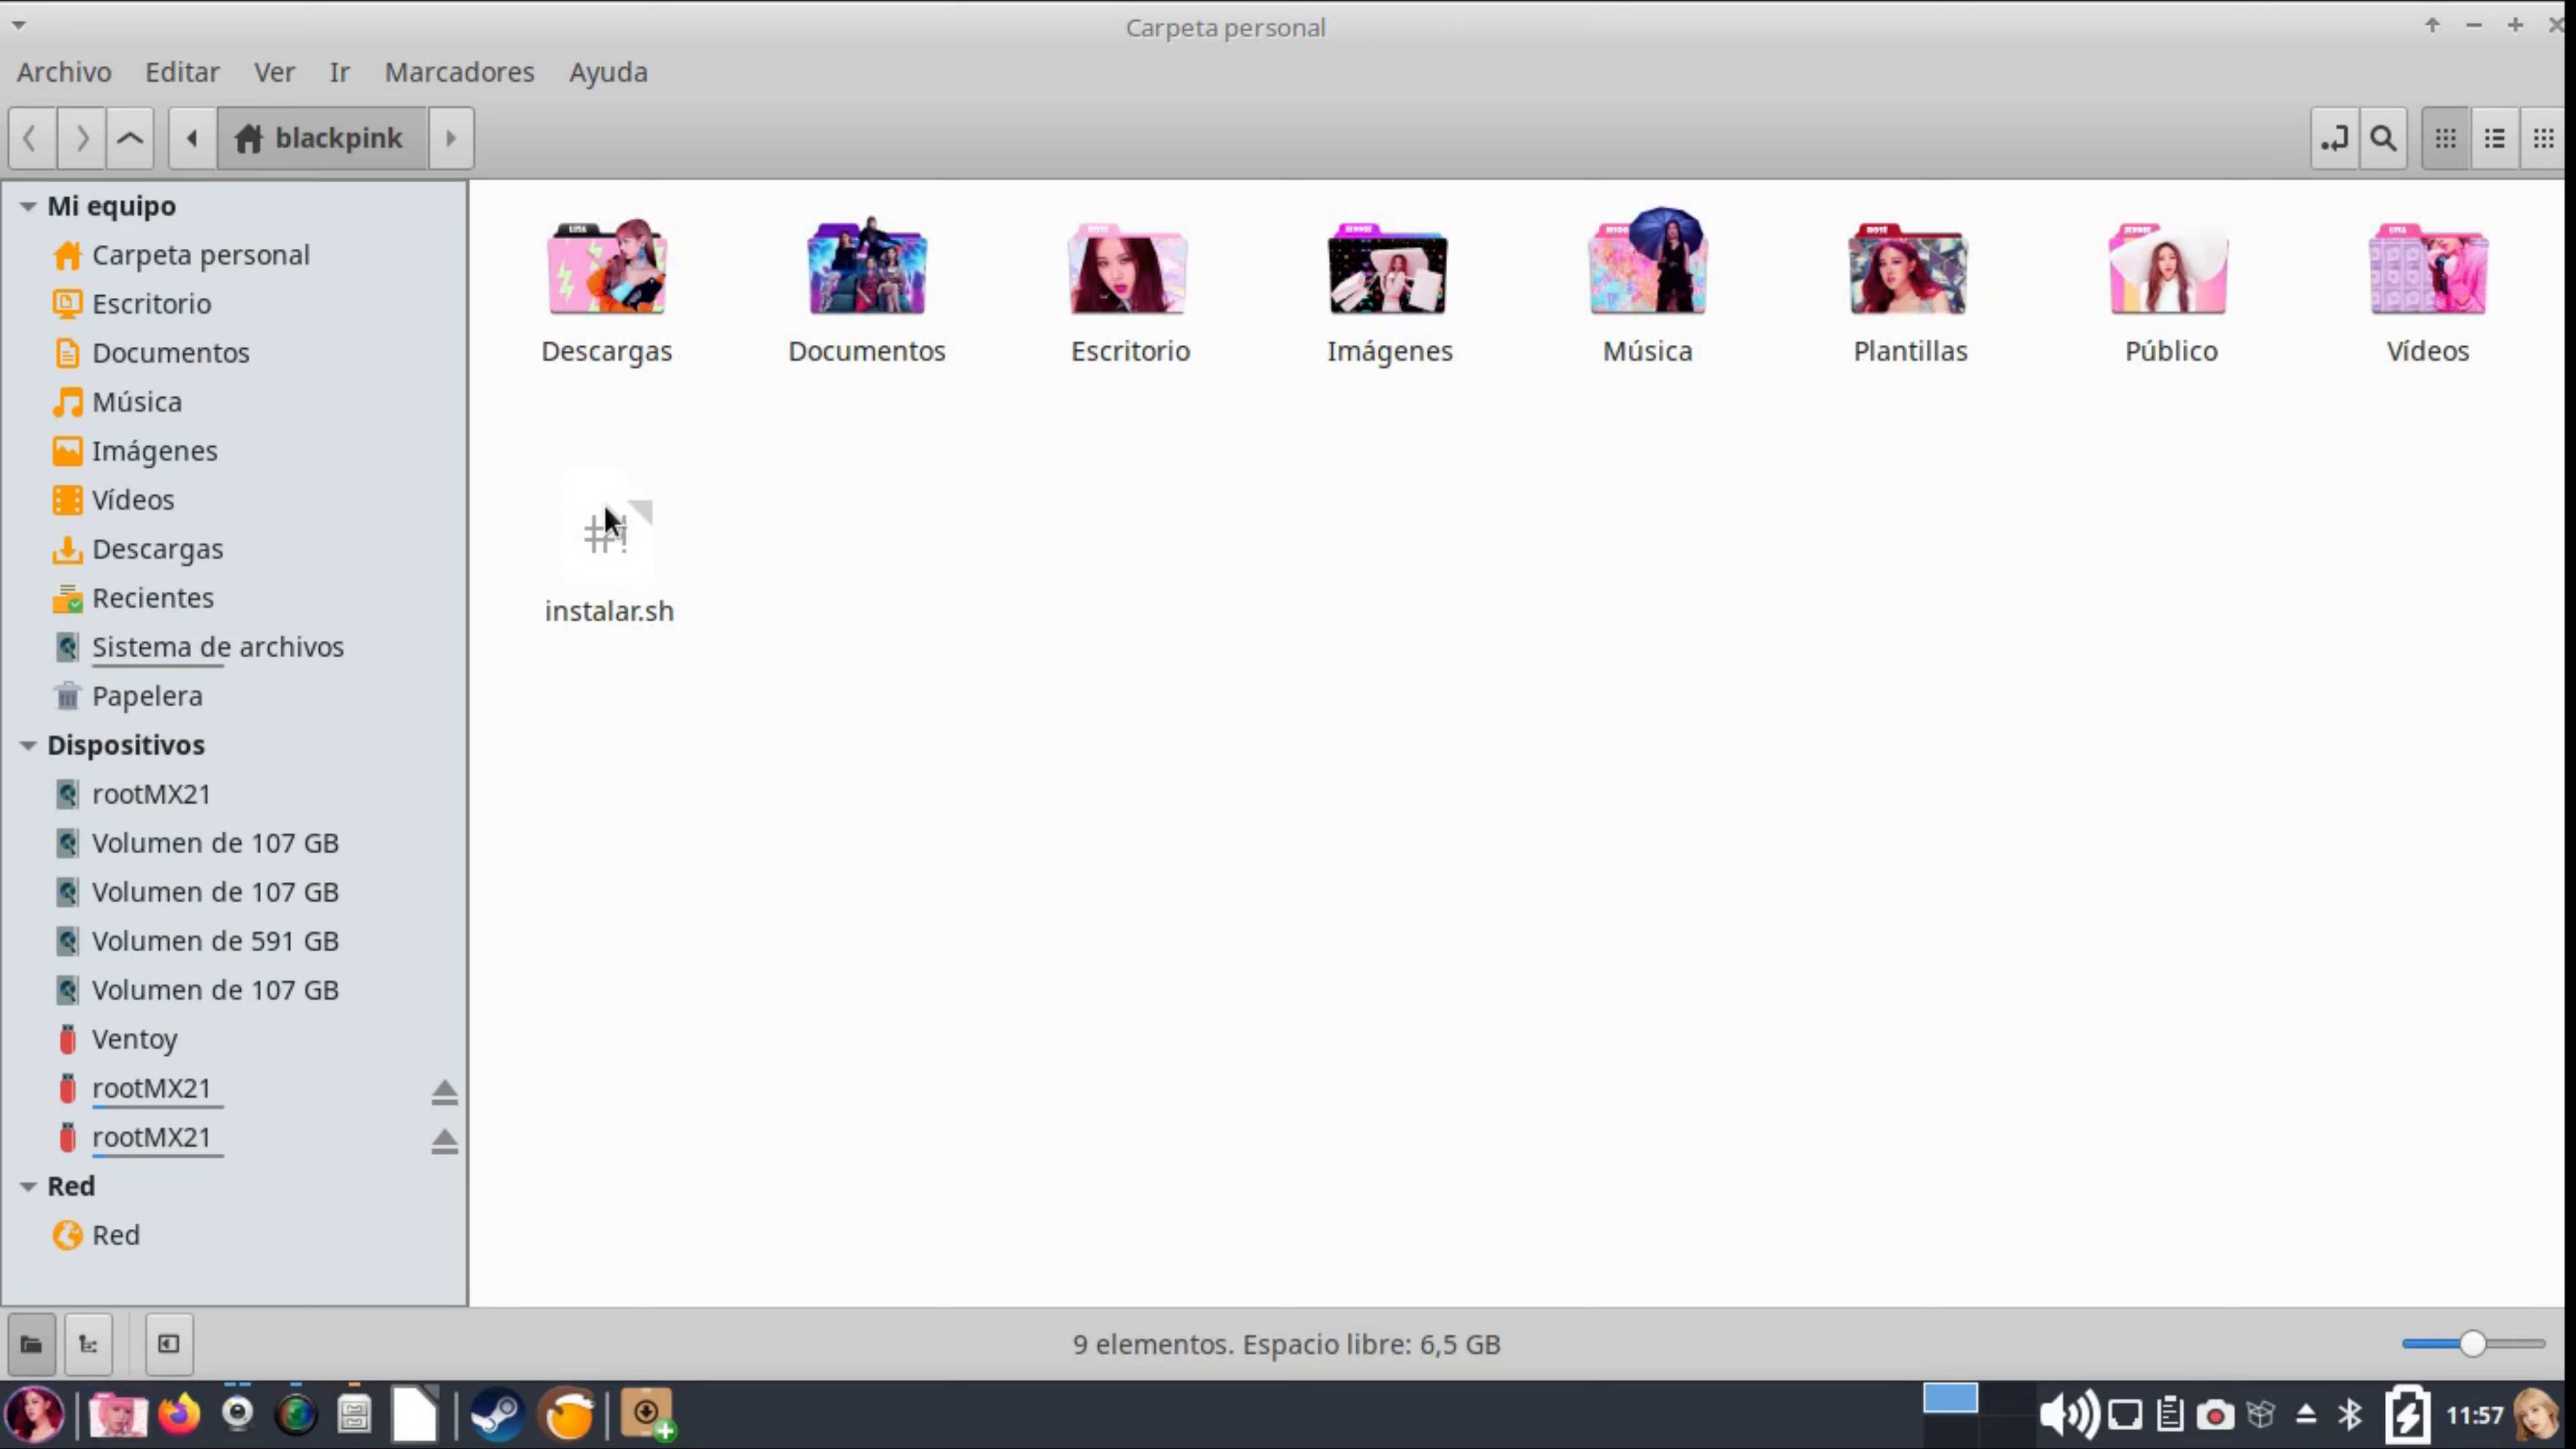 Carpeta personal
Archivo Editar Ver Ir Marcadores Ayuda
blackpink
Mi equipo
Carpeta personal
Escritorio
Documentos
Música
Imágenes
Vídeos
Descargas
Recientes
Sistema de archivos
Papelera
Dispositivos
rootMX21
Volumen de 107 GB
Volumen de 107 GB
Volumen de 591 GB
Volumen de 107 GB
Ventoy
rootMX21
rootMX21
Red
Red
Descargas Documentos Escritorio Imágenes Música Plantillas Público Vídeos
#!
instalar.sh
9 elementos. Espacio libre: 6,5 GB
11:57